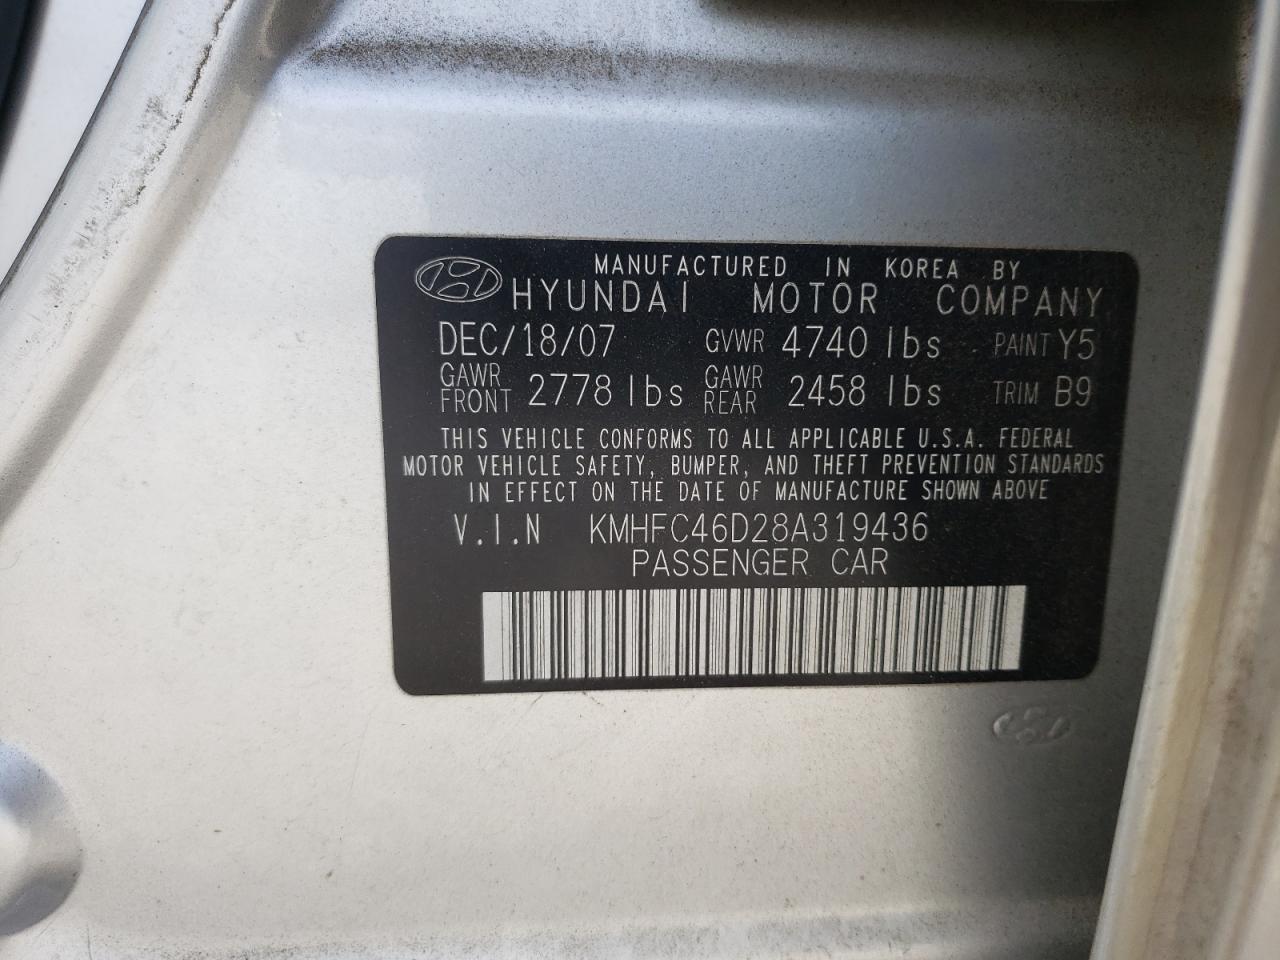 MANUFACTURED IN KOREA BY
HYUNDAI MOTOR COMPANY
DEC/18/07 GVWR 4740 lbs PAINT Y5
GAWR FRONT 2778 lbs GAWR REAR 2458 lbs TRIM B9
THIS VEHICLE CONFORMS TO ALL APPLICABLE U.S.A. FEDERAL
MOTOR VEHICLE SAFETY, BUMPER, AND THEFT PREVENTION STANDARDS
IN EFFECT ON THE DATE OF MANUFACTURE SHOWN ABOVE
V.I.N KMHFC46D28A319436
PASSENGER CAR